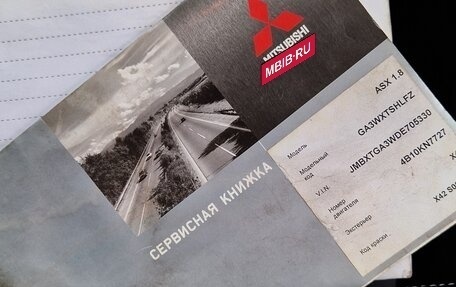 MITSUBISHI
MBIB-RU
СЕРВИСНАЯ КНИЖКА
Модель ASX 1.8
Модельный код GA3WXTSHLFZ
V.I.N. JMBXTGA3WDE705330
Номер двигателя 4B10KN7727
Экстерьер
Код краски X42